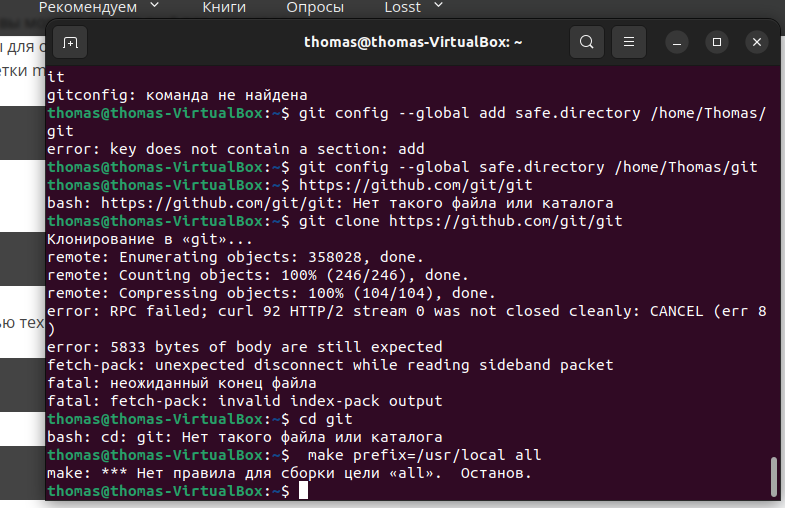 Рекомендуем Книги Опросы Losst
thomas@thomas-VirtualBox: ~
ы для с
it
етки m
gitconfig: команда не найдена
thomas@thomas-VirtualBox:~$ git config --global add safe.directory /home/Thomas/
git
error: key does not contain a section: add
thomas@thomas-VirtualBox:~$ git config --global safe.directory /home/Thomas/git
thomas@thomas-VirtualBox:~$ https://github.com/git/git
bash: https://github.com/git/git: Нет такого файла или каталога
thomas@thomas-VirtualBox:~$ git clone https://github.com/git/git
Клонирование в «git»...
remote: Enumerating objects: 358028, done.
remote: Counting objects: 100% (246/246), done.
remote: Compressing objects: 100% (104/104), done.
error: RPC failed; curl 92 HTTP/2 stream 0 was not closed cleanly: CANCEL (err 8
)
ью тех
error: 5833 bytes of body are still expected
fetch-pack: unexpected disconnect while reading sideband packet
fatal: неожиданный конец файла
fatal: fetch-pack: invalid index-pack output
thomas@thomas-VirtualBox:~$ cd git
bash: cd: git: Нет такого файла или каталога
thomas@thomas-VirtualBox:~$  make prefix=/usr/local all
make: *** Нет правила для сборки цели «all».  Останов.
thomas@thomas-VirtualBox:~$